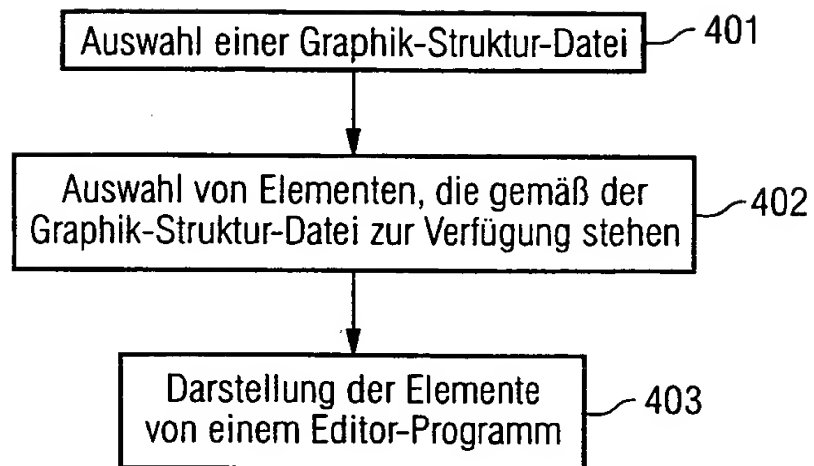 Auswahl einer Graphik-Struktur-Datei 401
Auswahl von Elementen, die gemäß der
Graphik-Struktur-Datei zur Verfügung stehen 402
Darstellung der Elemente
von einem Editor-Programm 403